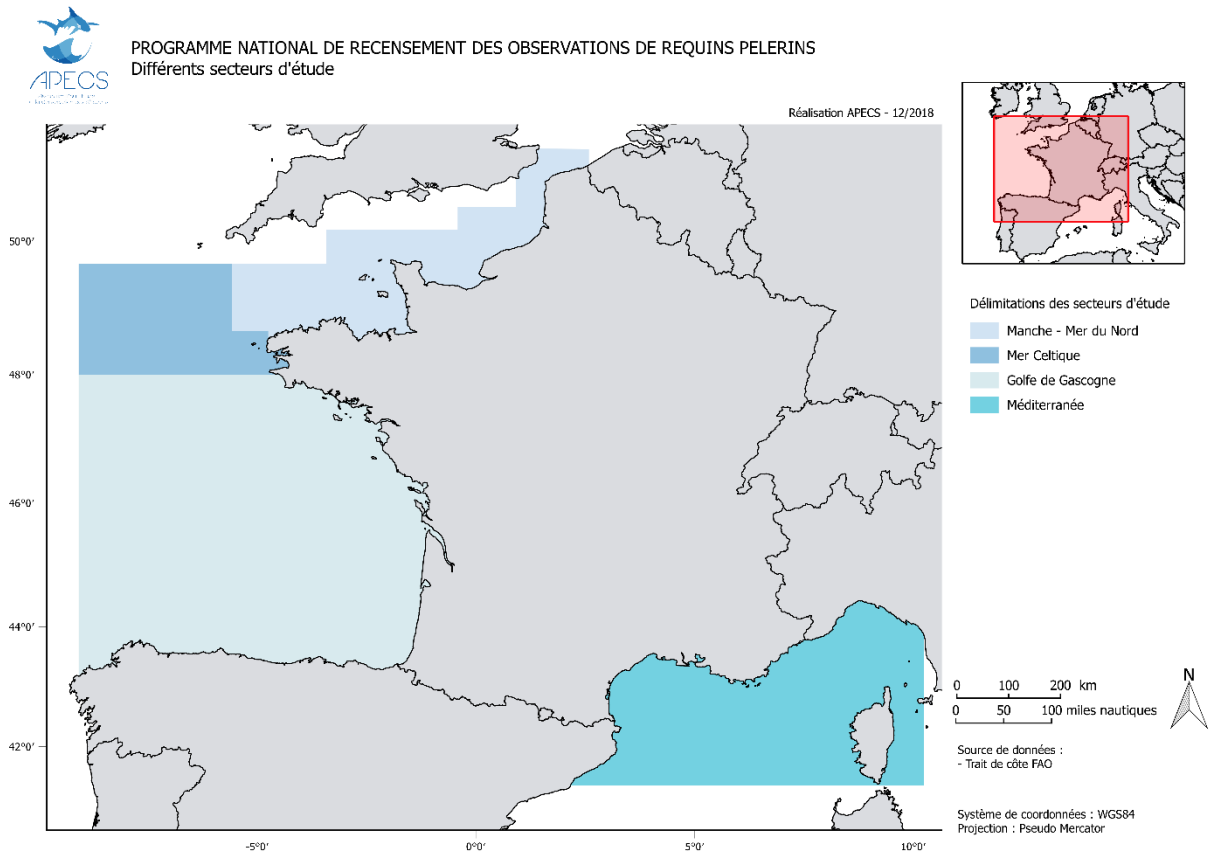 PROGRAMME NATIONAL DE RECENSEMENT DES OBSERVATIONS DE REQUINS PELERINS
Différents secteurs d'étude
APECS
Réalisation APECS - 12/2018
50°0'
48°0'
46°0'
44°0'
42°0'
-5°0'
0°0'
5°0'
10°0'
Délimitations des secteurs d'étude
Manche - Mer du Nord
Mer Celtique
Golfe de Gascogne
Méditerranée
N
0 100 200 km
0 50 100 miles nautiques
Source de données :
- Trait de côte FAO
Système de coordonnées : WGS84
Projection : Pseudo Mercator